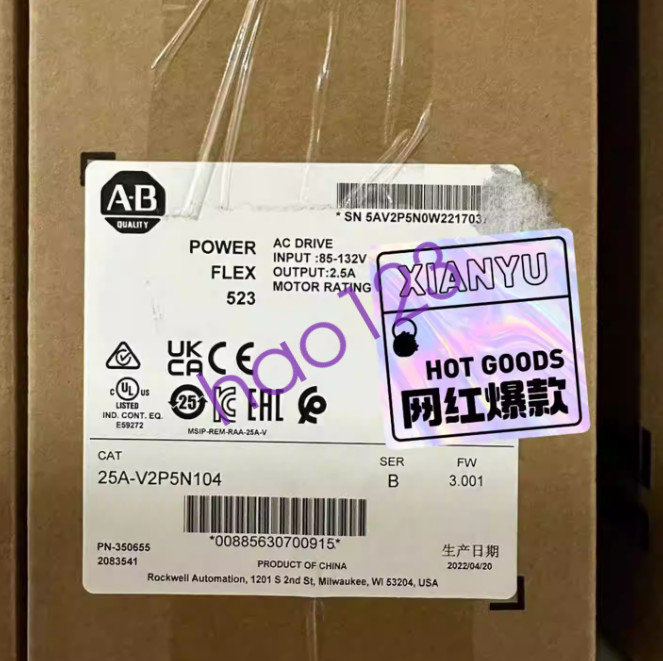 A-B
QUALITY
* SN 5AV2P5N0W221703
POWER
FLEX
523
AC DRIVE
INPUT :85-132V
OUTPUT:2.5A
MOTOR RATING
XIANYU
HOT GOODS
网红爆款
hao123
UK
CA CE
C UL US
LISTED
IND. CONT. EQ.
E59272
25
EAC
MSIP-REM-RAA-25A-V
CAT
25A-V2P5N104
SER
B
FW
3.001
*00885630700915*
PN-350655
2083541
生产日期
2022/04/20
PRODUCT OF CHINA
Rockwell Automation, 1201 S 2nd St, Milwaukee, WI 53204, USA